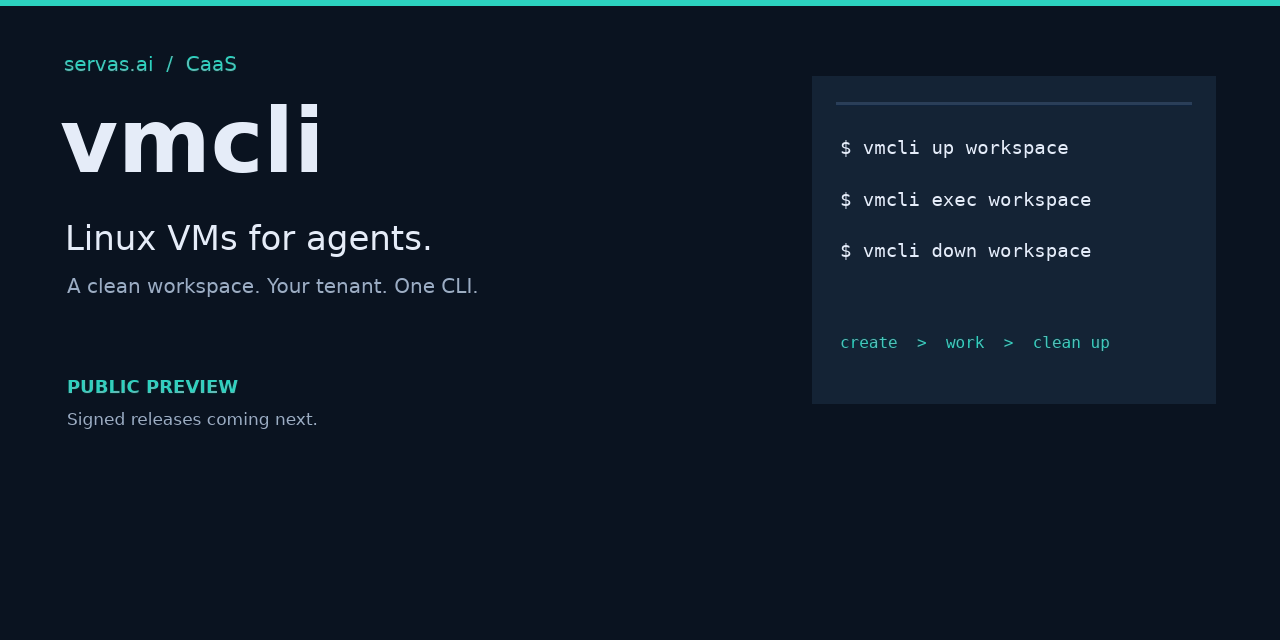 servas.ai / CaaS
vmcli
Linux VMs for agents.
A clean workspace. Your tenant. One CLI.
PUBLIC PREVIEW
Signed releases coming next.
$ vmcli up workspace
$ vmcli exec workspace
$ vmcli down workspace
create > work > clean up